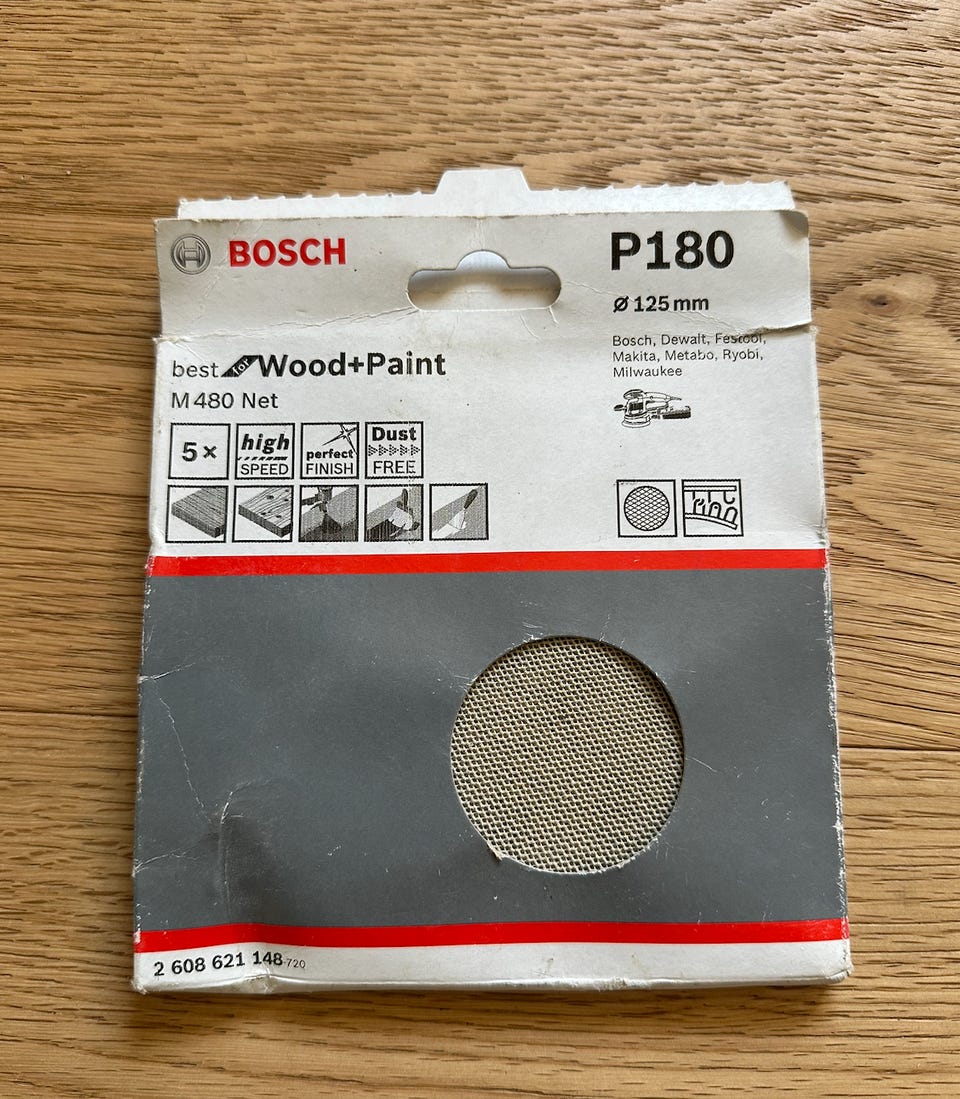 BOSCH
P180
Ø 125 mm
Bosch, Dewalt, Festool,
Makita, Metabo, Ryobi,
Milwaukee
best for Wood+Paint
M 480 Net
5×
high
SPEED
perfect
FINISH
Dust
FREE
2 608 621 148-720